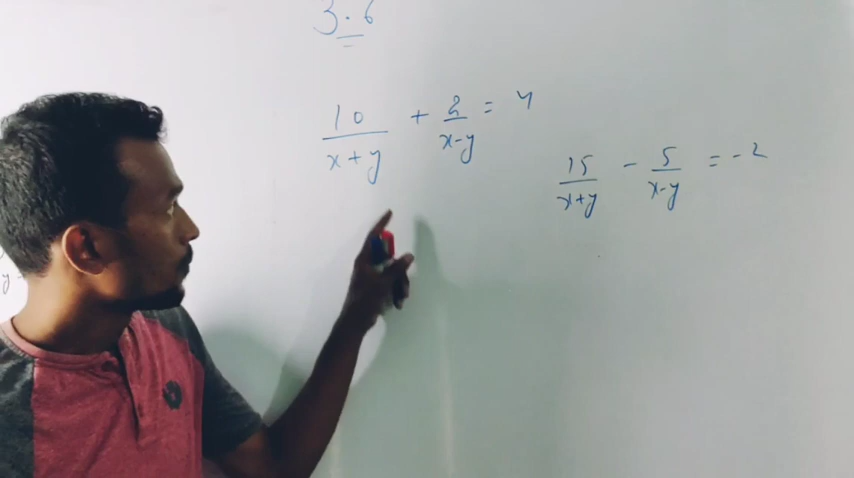 3.6
10/(x+y) + 2/(x-y) = 4
15/(x+y) - 5/(x-y) = -2